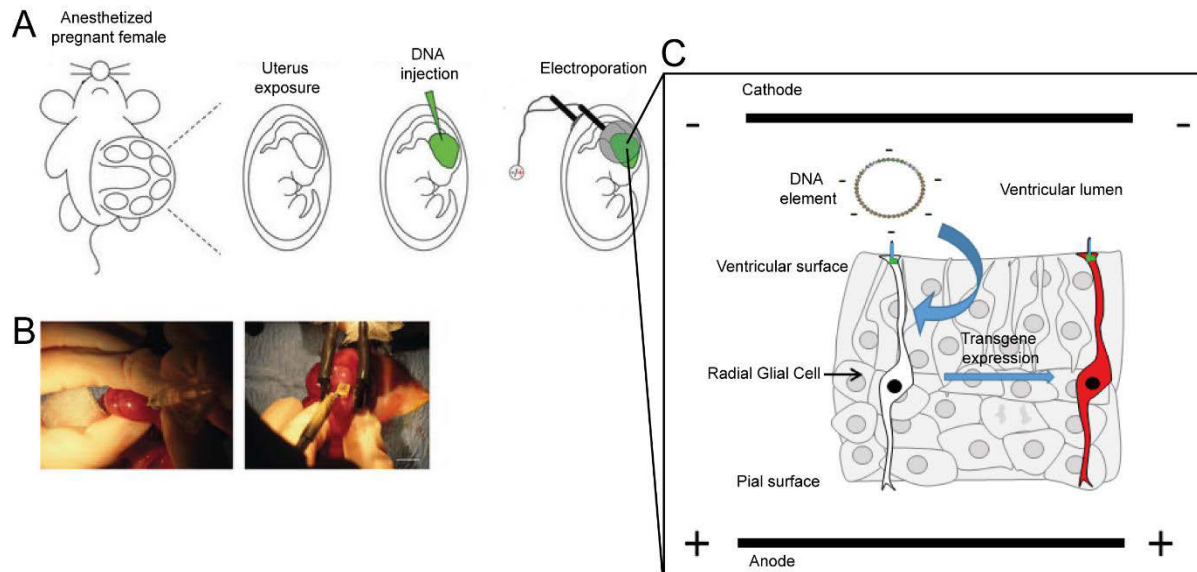 A
Anesthetized
pregnant female
Uterus
exposure
DNA
injection
Electroporation
-/+
B
C
Cathode
- -
DNA
element
- - - - - -
Ventricular lumen
Ventricular surface
Transgene
expression
Radial Glial Cell
Pial surface
+ +
Anode